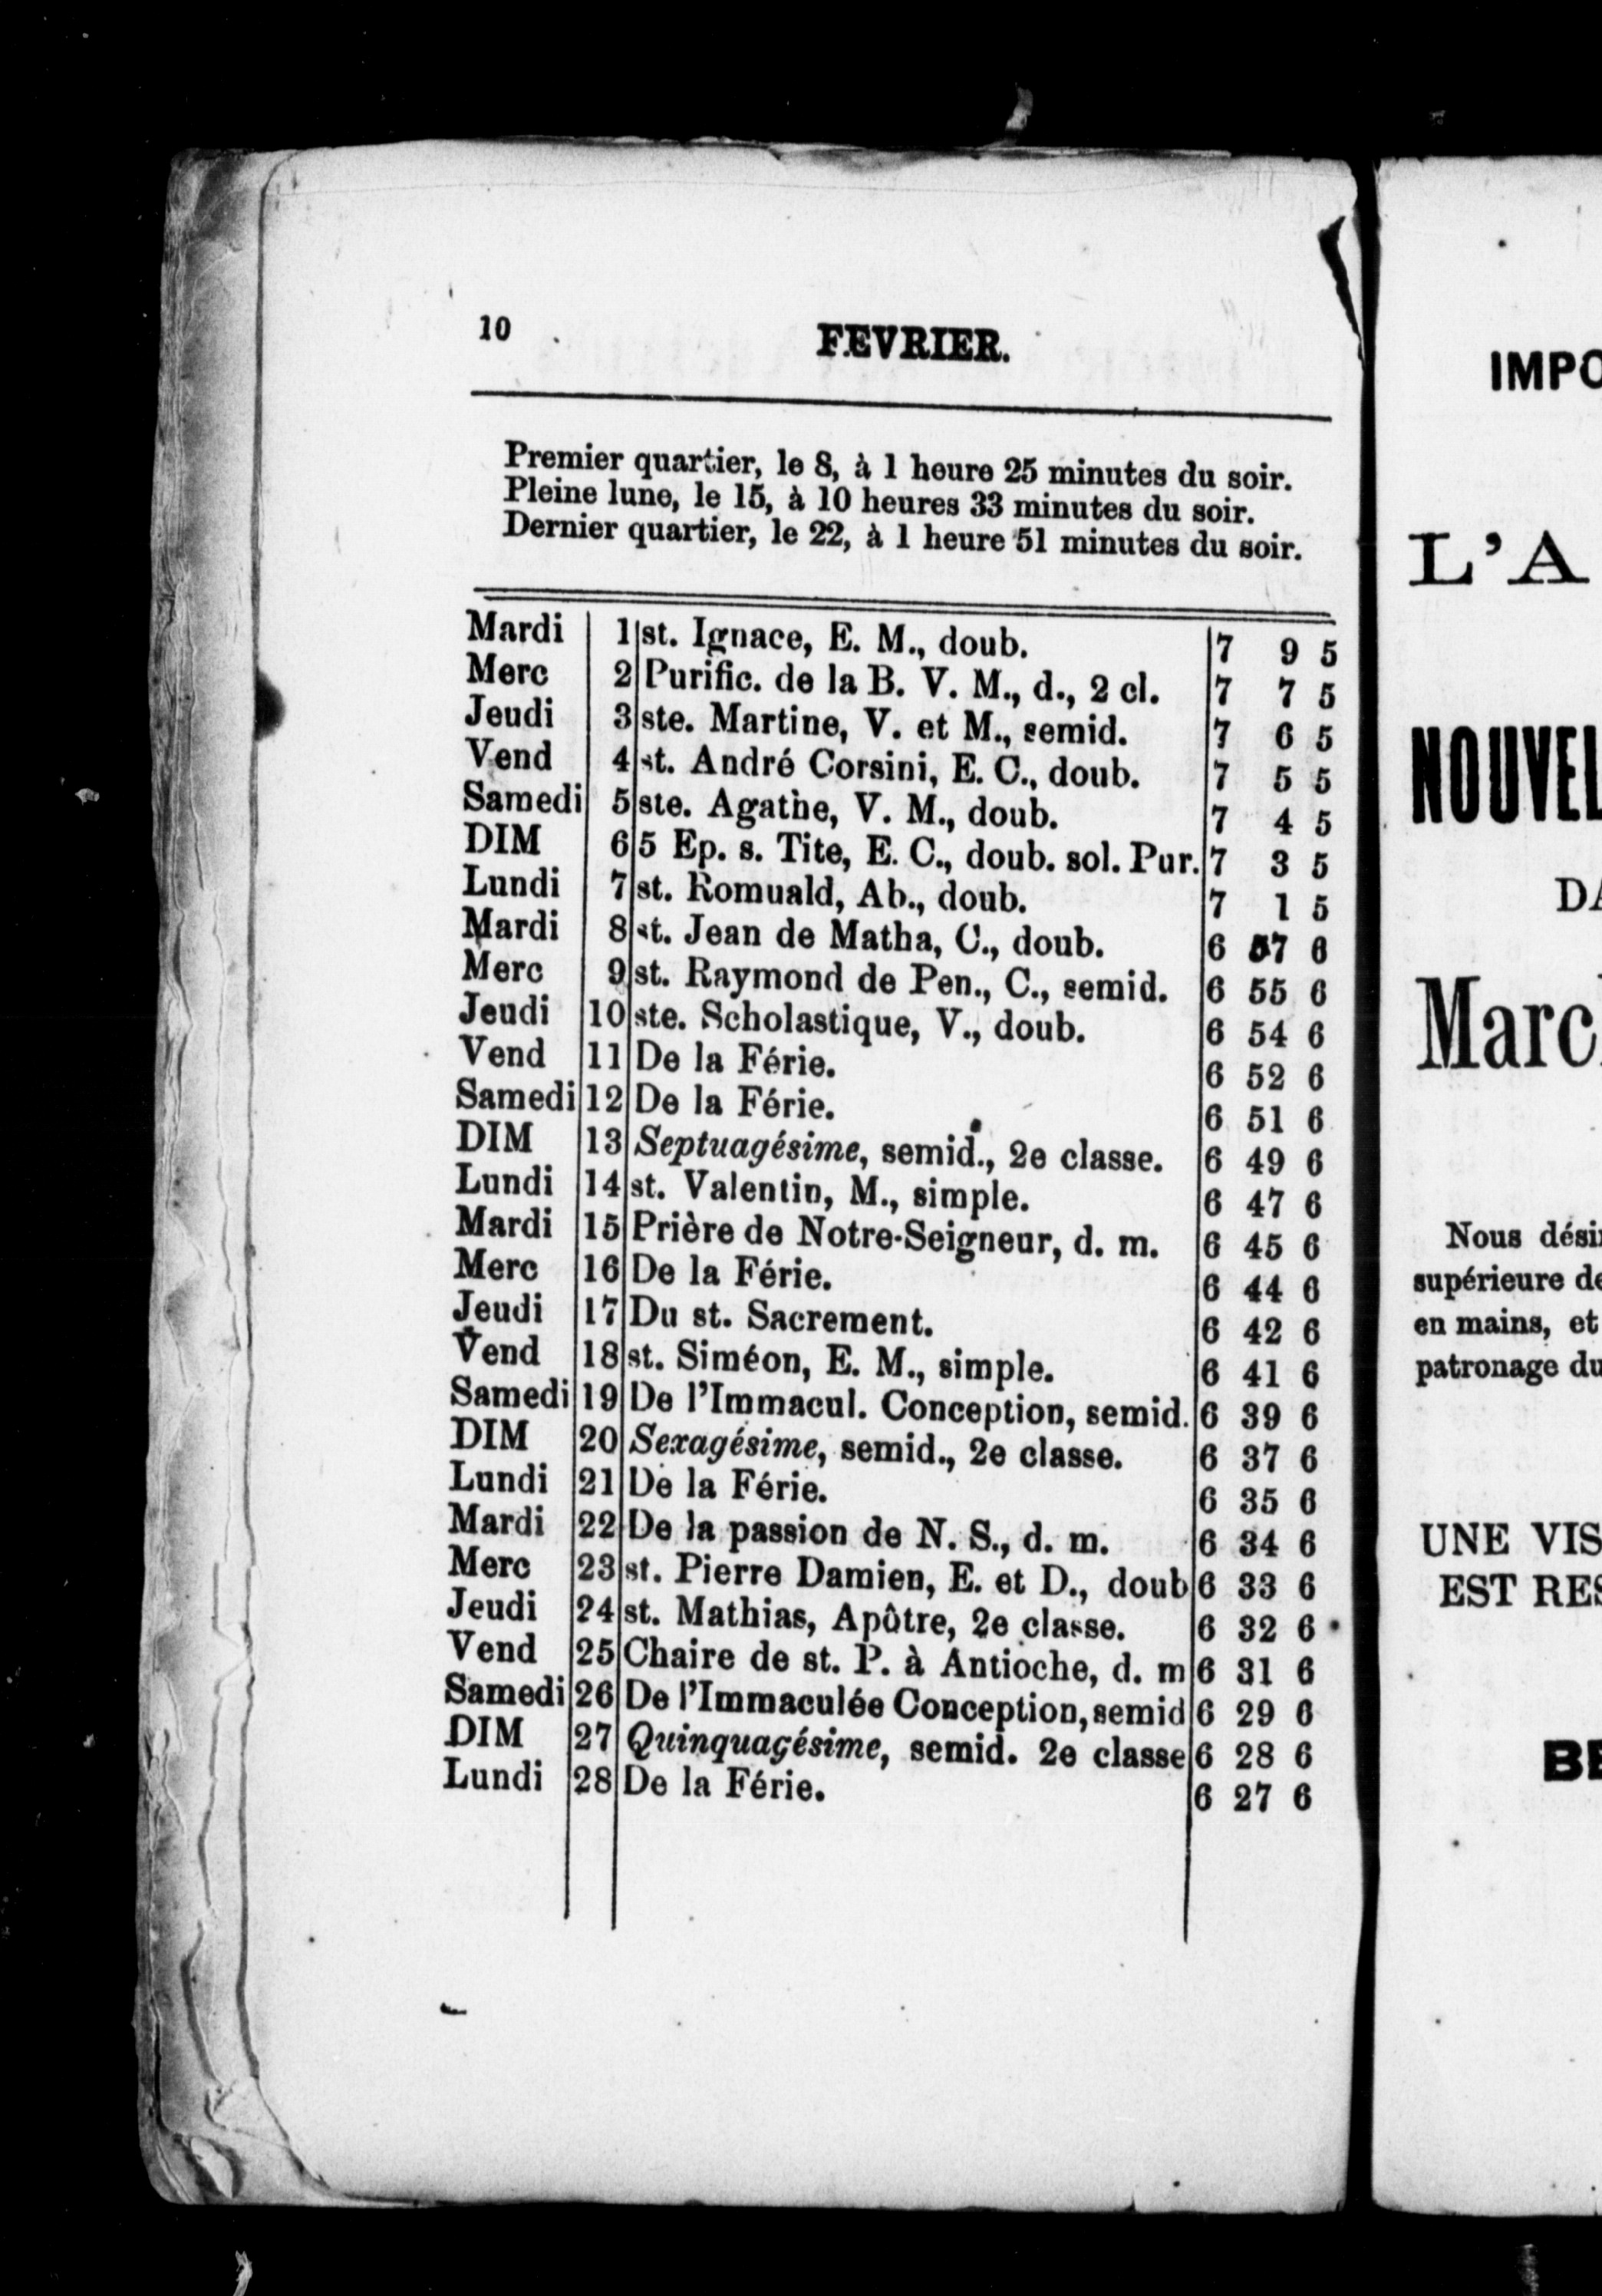 10
FEVRIER.
Premier quartier, le 8, à 1 heure 25 minutes du soir.
Pleine lune, le 15, à 10 heures 33 minutes du soir.
Dernier quartier, le 22, à 1 heure 51 minutes du soir.
Mardi 1 st. Ignace, E. M., doub. 7 9 5
Merc 2 Purific. de la B. V. M., d., 2 cl. 7 7 5
Jeudi 3 ste. Martine, V. et M., semid. 7 6 5
Vend 4 st. André Corsini, E. C., doub. 7 5 5
Samedi 5 ste. Agathe, V. M., doub. 7 4 5
DIM 6 5 Ep. s. Tite, E. C., doub. sol. Pur. 7 3 5
Lundi 7 st. Romuald, Ab., doub. 7 1 5
Mardi 8 st. Jean de Matha, C., doub. 6 57 6
Merc 9 st. Raymond de Pen., C., semid. 6 55 6
Jeudi 10 ste. Scholastique, V., doub. 6 54 6
Vend 11 De la Férie. 6 52 6
Samedi 12 De la Férie. 6 51 6
DIM 13 Septuagésime, semid., 2e classe. 6 49 6
Lundi 14 st. Valentin, M., simple. 6 47 6
Mardi 15 Prière de Notre-Seigneur, d. m. 6 45 6
Merc 16 De la Férie. 6 44 6
Jeudi 17 Du st. Sacrement. 6 42 6
Vend 18 st. Siméon, E. M., simple. 6 41 6
Samedi 19 De l'Immacul. Conception, semid. 6 39 6
DIM 20 Sexagésime, semid., 2e classe. 6 37 6
Lundi 21 De la Férie. 6 35 6
Mardi 22 De la passion de N. S., d. m. 6 34 6
Merc 23 st. Pierre Damien, E. et D., doub 6 33 6
Jeudi 24 st. Mathias, Apôtre, 2e classe. 6 32 6
Vend 25 Chaire de st. P. à Antioche, d. m 6 31 6
Samedi 26 De l'Immaculée Conception, semid 6 29 6
DIM 27 Quinquagésime, semid. 2e classe 6 28 6
Lundi 28 De la Férie. 6 27 6
IMPO
L'A
NOUVEL
DA
Marc
Nous dési
supérieure de
en mains, et
patronage du
UNE VIS
EST RES
BE